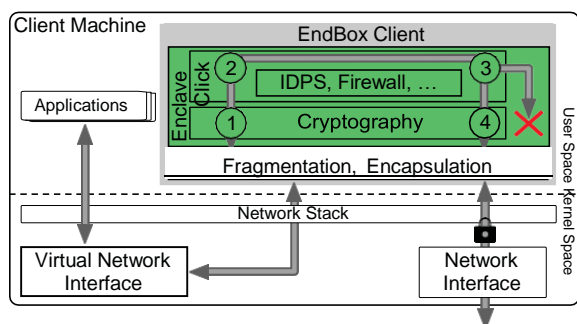 Client Machine
EndBox Client
Enclave
Click
2
3
IDPS, Firewall, …
Applications
1
Cryptography
4
Fragmentation, Encapsulation
User Space
Kernel Space
Network Stack
Virtual Network
Interface
Network
Interface